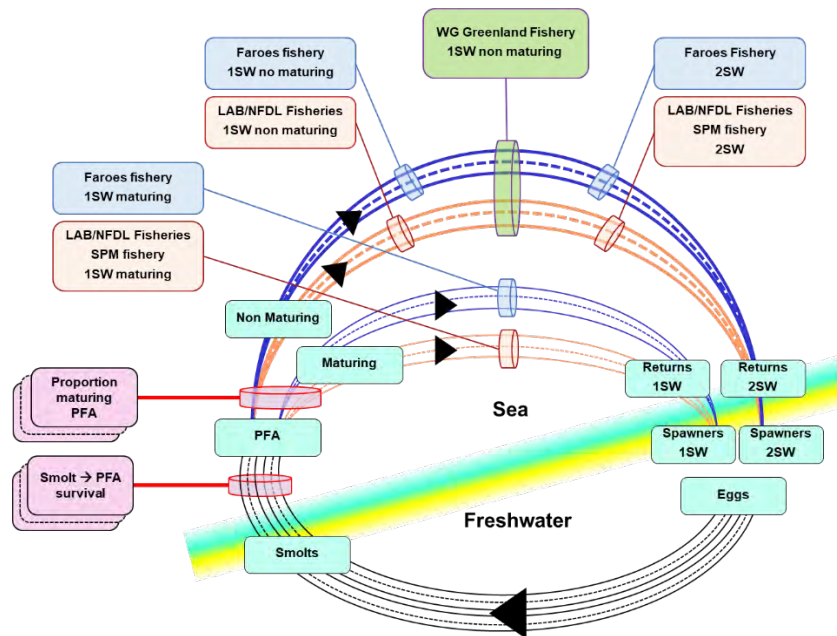 WG Greenland Fishery
1SW non maturing
Faroes fishery
1SW no maturing
Faroes Fishery
2SW
LAB/NFDL Fisheries
1SW non maturing
LAB/NFDL Fisheries
SPM fishery
2SW
Faroes fishery
1SW maturing
LAB/NFDL Fisheries
SPM fishery
1SW maturing
Non Maturing
Maturing
Returns
1SW
Returns
2SW
Proportion
maturing
PFA
Sea
PFA
Spawners
1SW
Spawners
2SW
Smolt → PFA
survival
Eggs
Freshwater
Smolts